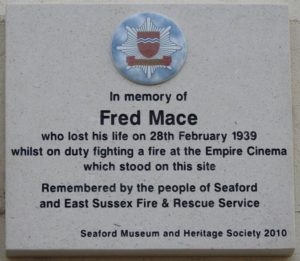 In memory of
Fred Mace
who lost his life on 28th February 1939
whilst on duty fighting a fire at the Empire Cinema
which stood on this site
Remembered by the people of Seaford
and East Sussex Fire & Rescue Service
Seaford Museum and Heritage Society 2010